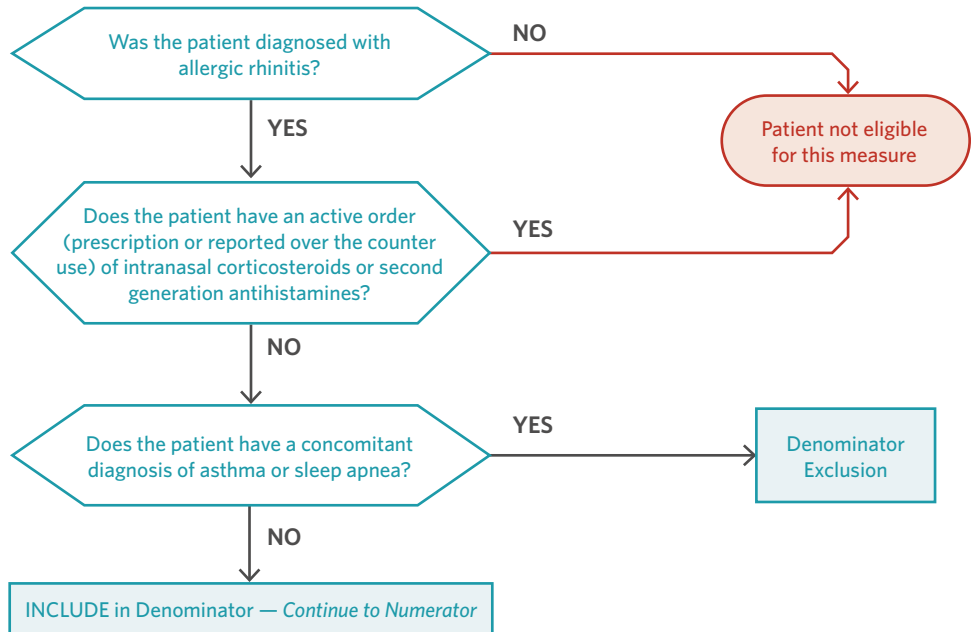 Was the patient diagnosed with
allergic rhinitis?
NO
YES
Patient not eligible
for this measure
Does the patient have an active order
(prescription or reported over the counter
use) of intranasal corticosteroids or second
generation antihistamines?
YES
NO
Does the patient have a concomitant
diagnosis of asthma or sleep apnea?
YES
Denominator
Exclusion
NO
INCLUDE in Denominator — Continue to Numerator